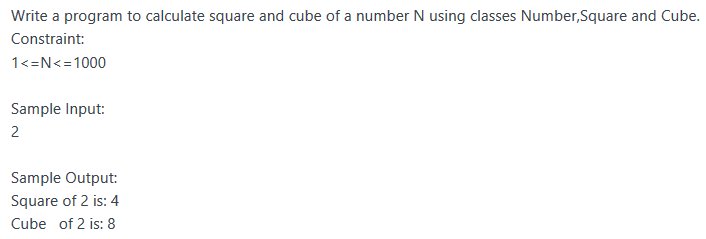 Write a program to calculate square and cube of a number N using classes Number,Square and Cube.
Constraint:
1<=N<=1000
Sample Input:
2
Sample Output:
Square of 2 is: 4
Cube   of 2 is: 8